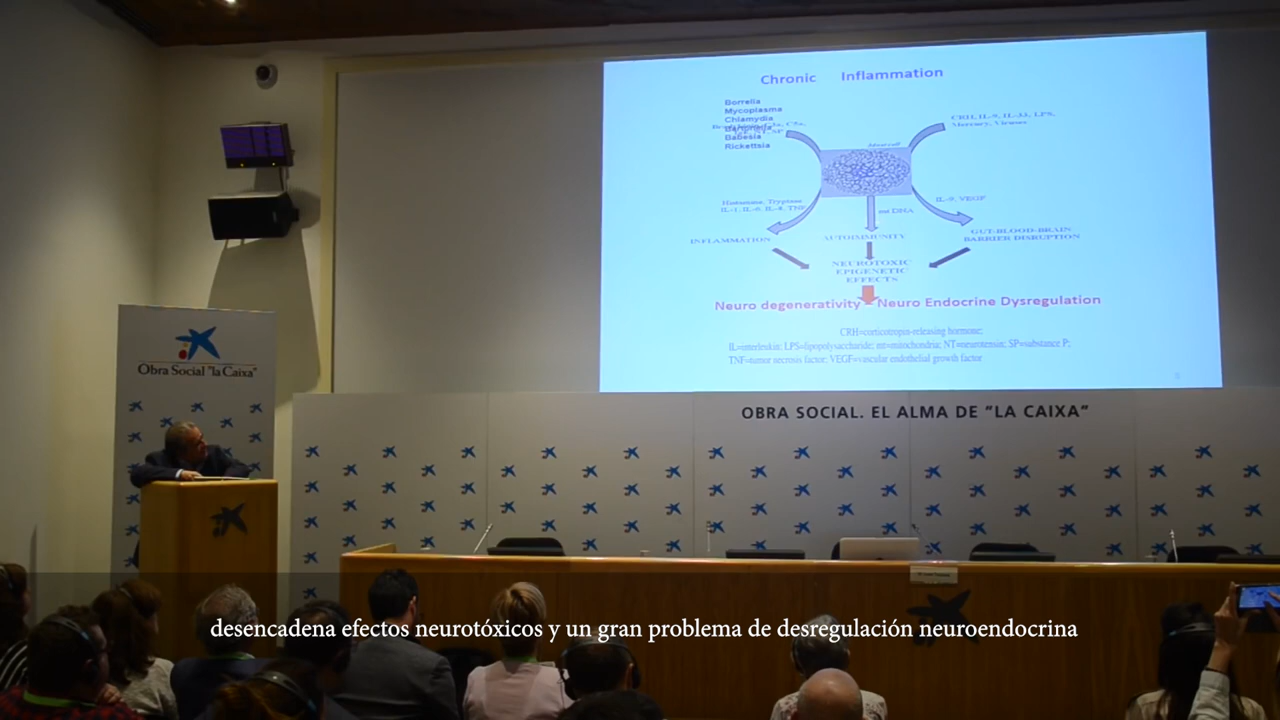 Chronic Inflammation
Borrelia
Mycoplasma
Chlamydia
Babesia
Rickettsia
CRH, IL-9, IL-33, LPS,
Mercury, Viruses
Mast cell
Histamine, Tryptase
IL-1, IL-6, IL-8, TNF
mt DNA
IL-9, VEGF
INFLAMMATION
AUTOIMMUNITY
GUT-BLOOD-BRAIN
BARRIER DISRUPTION
NEUROTOXIC
EPIGENETIC
EFFECTS
Neuro degenerativity – Neuro Endocrine Dysregulation
CRH=corticotropin-releasing hormone;
IL=interleukin; LPS=lipopolysaccharide; mt=mitochondria; NT=neurotensin; SP=substance P;
TNF=tumor necrosis factor; VEGF=vascular endothelial growth factor
Obra Social "la Caixa"
OBRA SOCIAL. EL ALMA DE "LA CAIXA"
desencadena efectos neurotóxicos y un gran problema de desregulación neuroendocrina